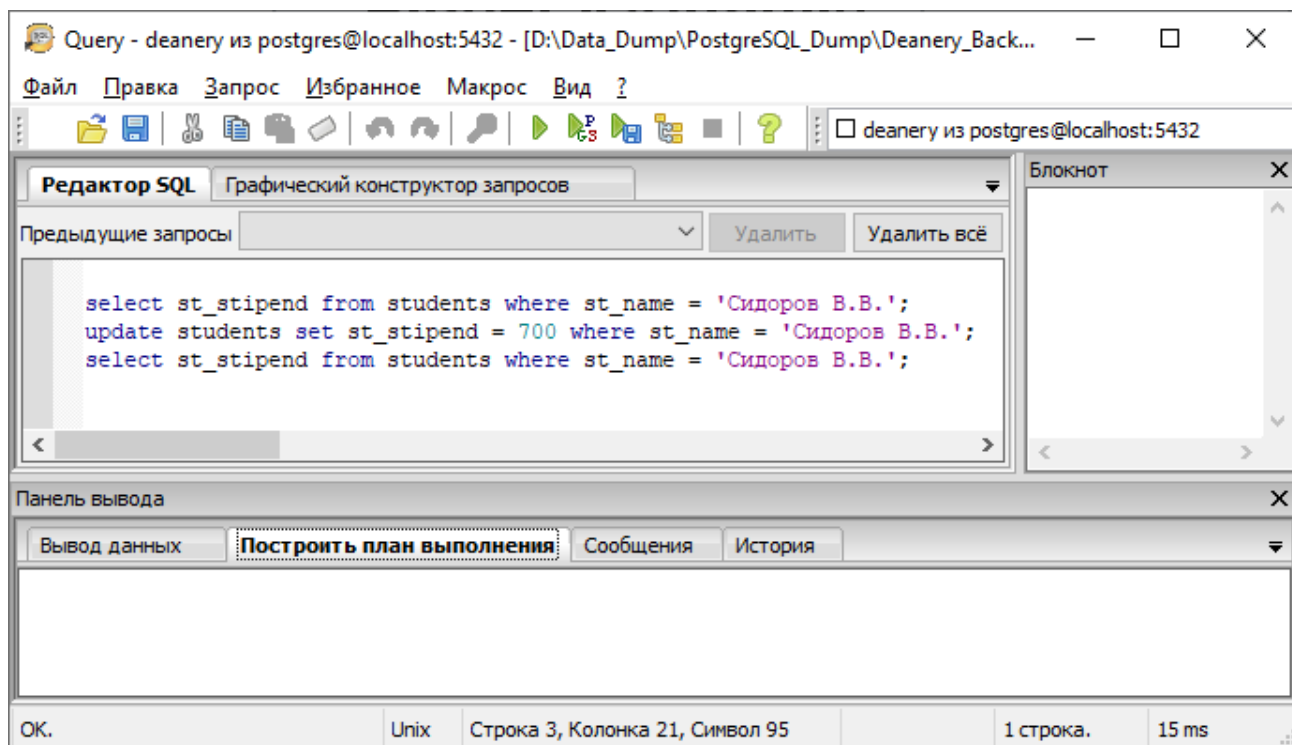 Query - deanery из postgres@localhost:5432 - [D:\Data_Dump\PostgreSQL_Dump\Deanery_Back...
Файл Правка Запрос Избранное Макрос Вид ?
deanery из postgres@localhost:5432
Редактор SQL Графический конструктор запросов
Блокнот
Предыдущие запросы Удалить Удалить всё
select st_stipend from students where st_name = 'Сидоров В.В.';
update students set st_stipend = 700 where st_name = 'Сидоров В.В.';
select st_stipend from students where st_name = 'Сидоров В.В.';
Панель вывода
Вывод данных Построить план выполнения Сообщения История
OK. Unix Строка 3, Колонка 21, Символ 95 1 строка. 15 ms